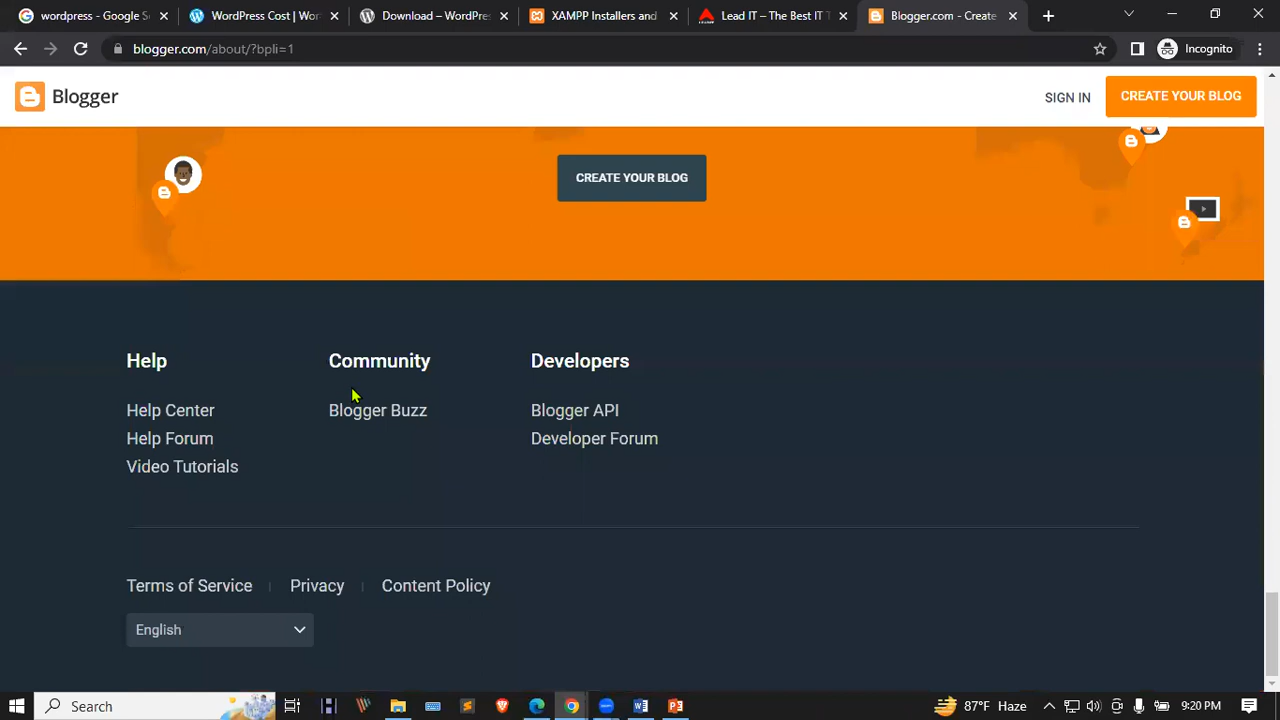 wordpress - Google S
WordPress Cost | Wor
Download – WordPre
XAMPP Installers and
Lead IT – The Best IT T
Blogger.com - Create
blogger.com/about/?bpli=1
Incognito
Blogger
SIGN IN
CREATE YOUR BLOG
CREATE YOUR BLOG
Help
Help Center
Help Forum
Video Tutorials
Community
Blogger Buzz
Developers
Blogger API
Developer Forum
Terms of Service
Privacy
Content Policy
English
Search
87°F Haze
9:20 PM